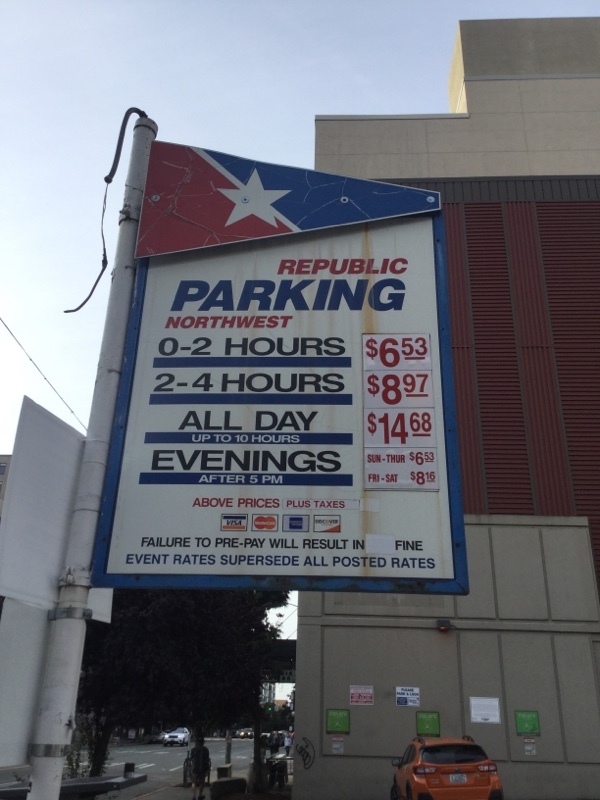 REPUBLIC
PARKING
NORTHWEST
0-2 HOURS $6 53
2-4 HOURS $8 97
ALL DAY $14 68
UP TO 10 HOURS
EVENINGS SUN-THUR $6 53
AFTER 5 PM FRI-SAT $8 16
ABOVE PRICES PLUS TAXES
VISA DISCOVER
FAILURE TO PRE-PAY WILL RESULT IN FINE
EVENT RATES SUPERSEDE ALL POSTED RATES